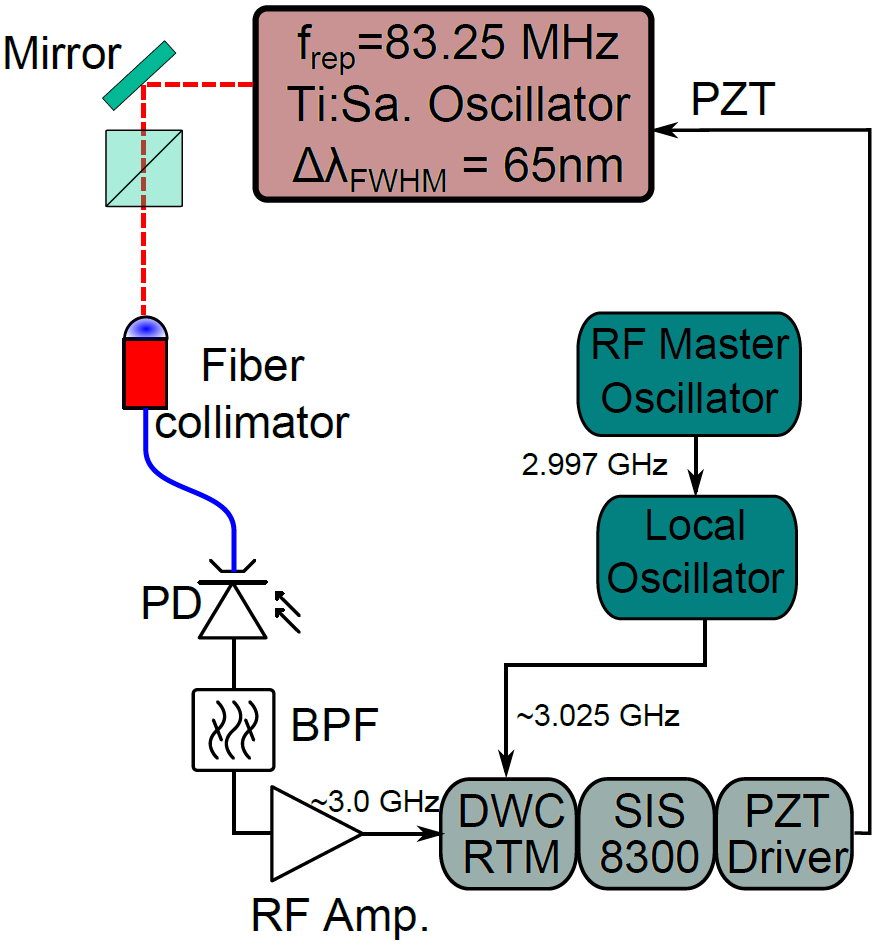 Mirror
f_rep=83.25 MHz
Ti:Sa. Oscillator
Δλ_FWHM = 65nm
PZT
Fiber
collimator
RF Master
Oscillator
2.997 GHz
Local
Oscillator
PD
~3.025 GHz
BPF
~3.0 GHz
DWC
RTM
SIS
8300
PZT
Driver
RF Amp.